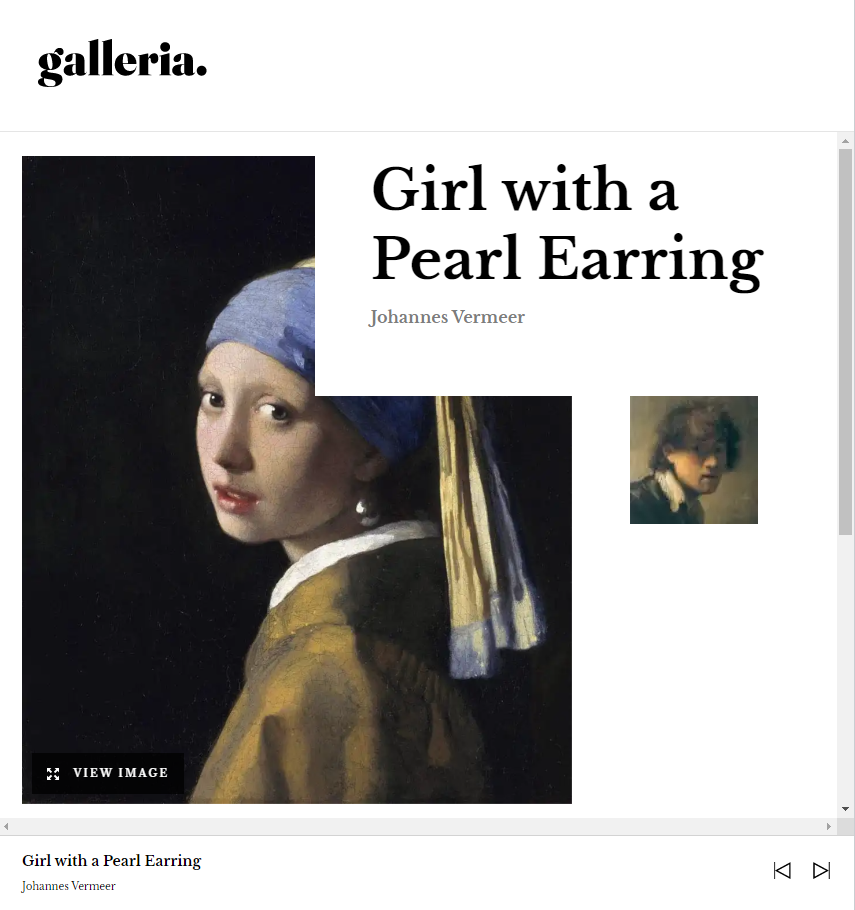 galleria.
Girl with a
Pearl Earring
Johannes Vermeer
VIEW IMAGE
Girl with a Pearl Earring
Johannes Vermeer